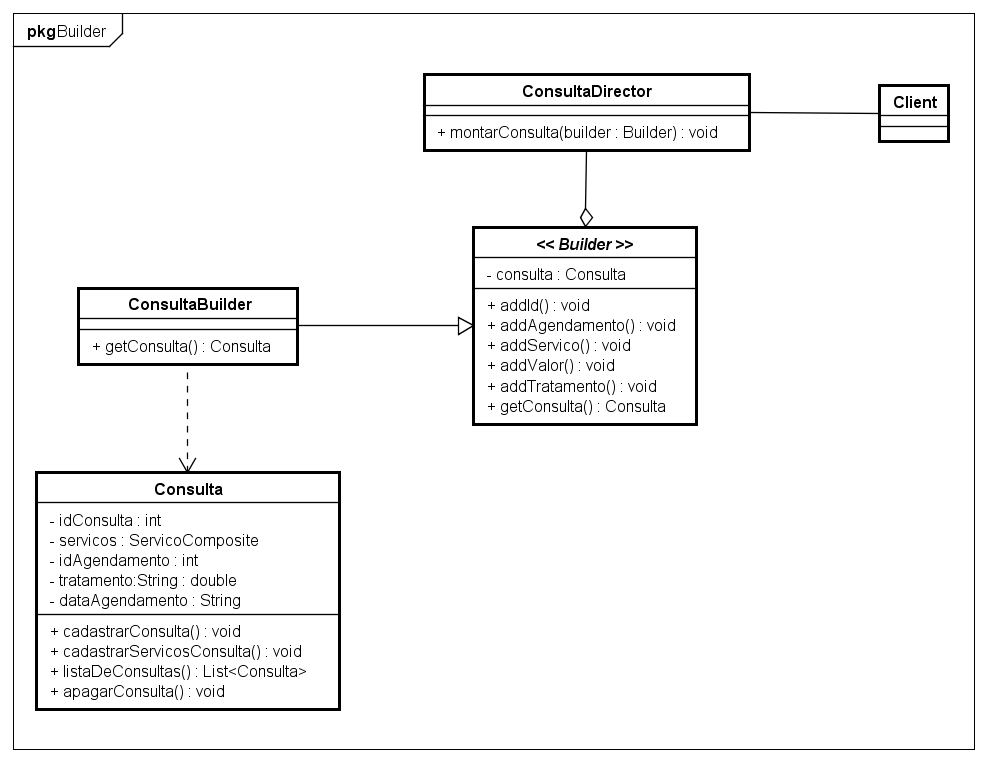 pkgBuilder
ConsultaDirector
+ montarConsulta(builder : Builder) : void
Client
<< Builder >>
- consulta : Consulta
+ addId() : void
+ addAgendamento() : void
+ addServico() : void
+ addValor() : void
+ addTratamento() : void
+ getConsulta() : Consulta
ConsultaBuilder
+ getConsulta() : Consulta
Consulta
- idConsulta : int
- servicos : ServicoComposite
- idAgendamento : int
- tratamento:String : double
- dataAgendamento : String
+ cadastrarConsulta() : void
+ cadastrarServicosConsulta() : void
+ listaDeConsultas() : List<Consulta>
+ apagarConsulta() : void